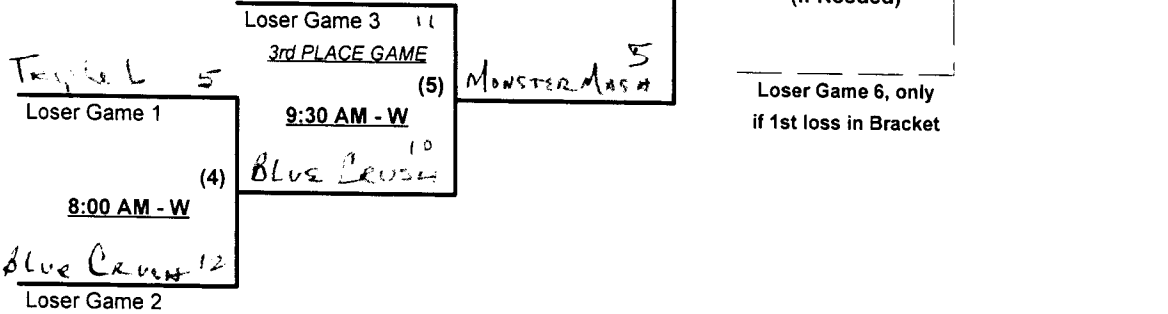 Loser Game 3 11
3rd PLACE GAME
Triple L 5
(5)
MONSTER MASH 5
Loser Game 1
9:30 AM - W
Loser Game 6, only
if 1st loss in Bracket
BLUE CRUSH 10
(4)
8:00 AM - W
BLUE CRUSH 12
Loser Game 2